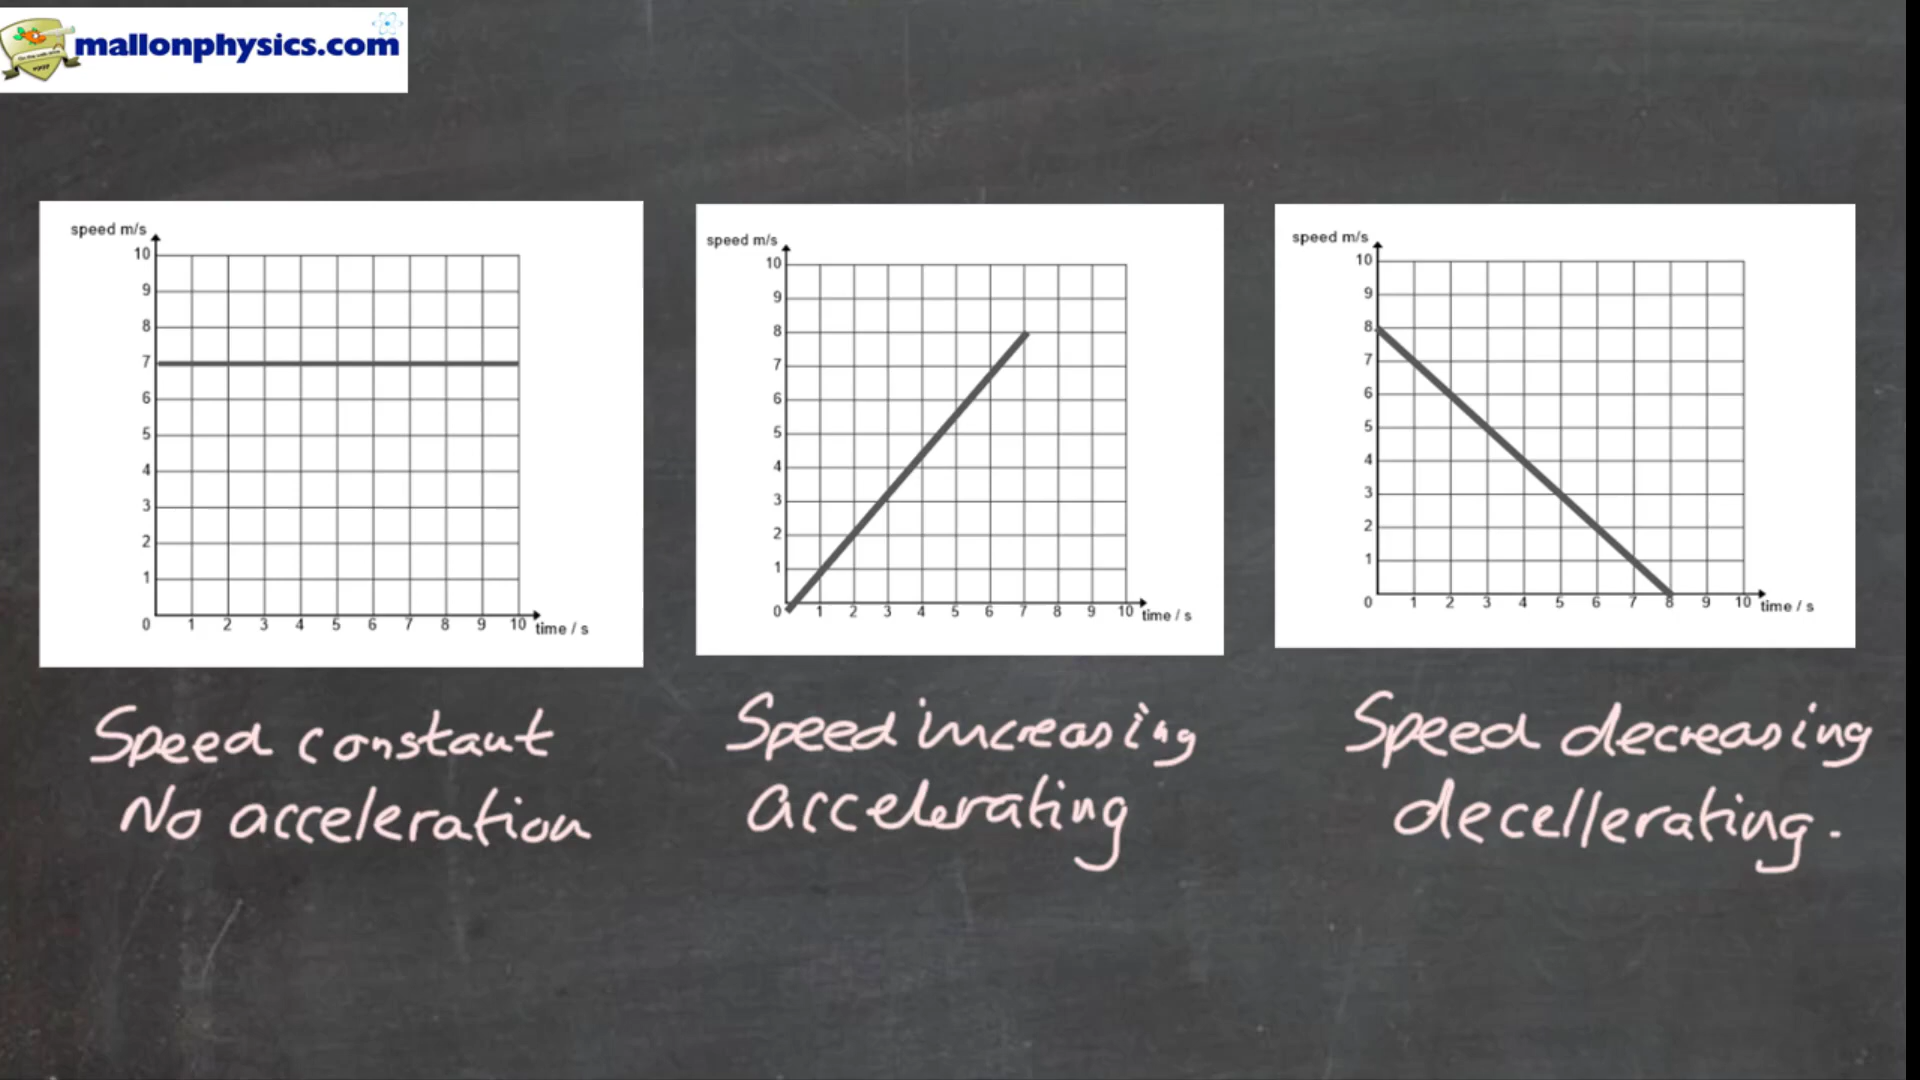 mallonphysics.com
speed m/s
10
9
8
7
6
5
4
3
2
1
0 1 2 3 4 5 6 7 8 9 10 time / s
Speed constant
No acceleration
speed m/s
10
9
8
7
6
5
4
3
2
1
0 1 2 3 4 5 6 7 8 9 10 time / s
Speed increasing
accelerating
speed m/s
10
9
8
7
6
5
4
3
2
1
0 1 2 3 4 5 6 7 8 9 10 time / s
Speed decreasing
decellerating.